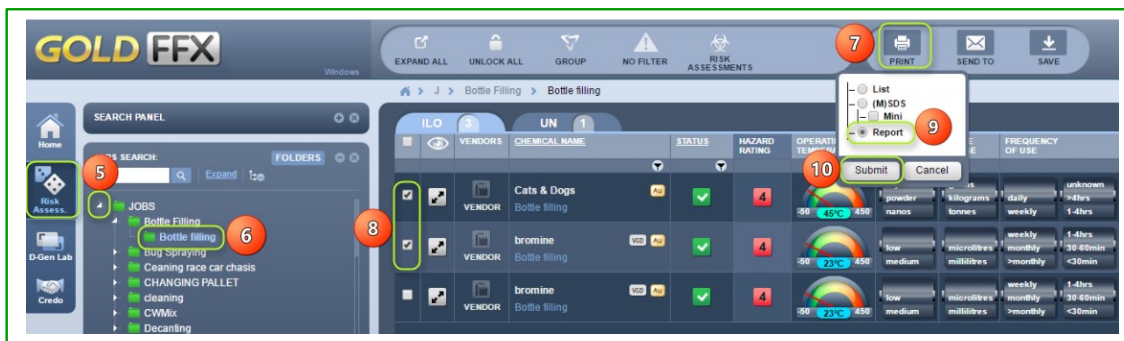 GOLD FFX
Windows
EXPAND ALL
UNLOCK ALL
GROUP
NO FILTER
RISK
ASSESSMENTS
7
PRINT
SEND TO
SAVE
J > Bottle Filling > Bottle filling
List
(M)SDS
Mini
Report
9
10
Submit
Cancel
Home
Risk
Assess.
D-Gen Lab
Credo
SEARCH PANEL
SEARCH:
FOLDERS
5
Expand
JOBS
Bottle Filling
Bottle filling
6
Bug Spraying
Ceaning race car chasis
CHANGING PALLET
cleaning
CWMix
Decanting
8
ILO 3
UN 1
VENDORS
CHEMICAL NAME
STATUS
HAZARD
RATING
FREQUENCY
OF USE
VENDOR
Cats & Dogs
Bottle filling
Au
4
-50 45°C 450
powder
nanos
kilograms
tonnes
daily
weekly
unknown
>4hrs
1-4hrs
VENDOR
bromine
Bottle filling
VGD Au
4
-50 23°C 450
low
medium
microlitres
millilitres
weekly
monthly
>monthly
1-4hrs
30-60min
<30min
VENDOR
bromine
Bottle filling
VGD Au
4
-50 23°C 450
low
medium
microlitres
millilitres
weekly
monthly
>monthly
1-4hrs
30-60min
<30min